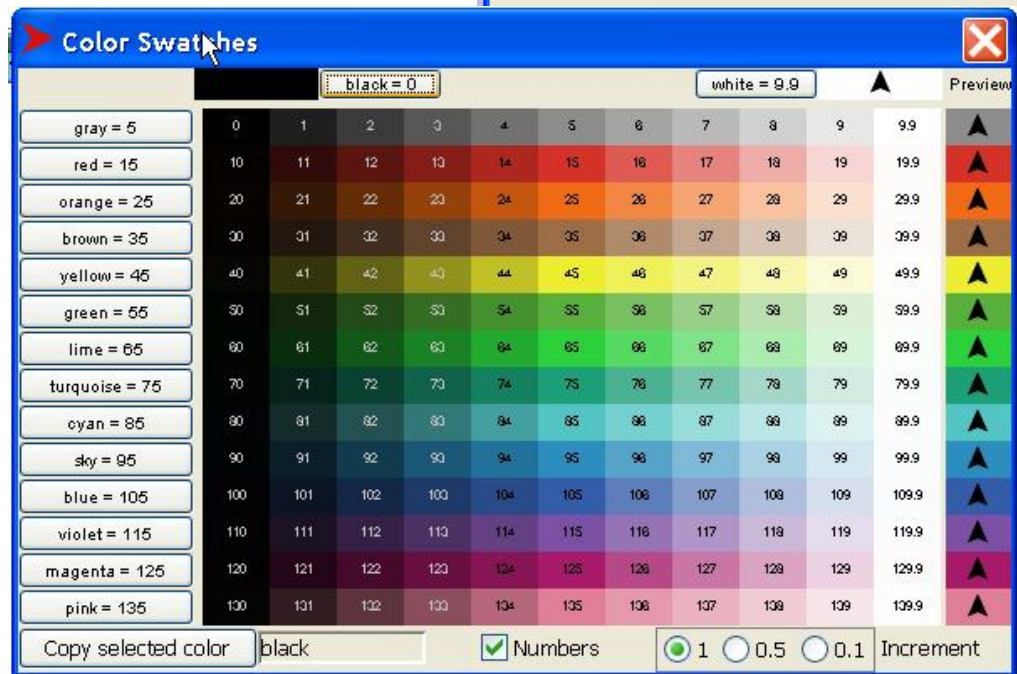 Color Swatches
black = 0 white = 9.9 Preview
gray = 5 0 1 2 3 4 5 6 7 8 9 9.9
red = 15 10 11 12 13 14 15 16 17 18 19 19.9
orange = 25 20 21 22 23 24 25 26 27 28 29 29.9
brown = 35 30 31 32 33 34 35 36 37 38 39 39.9
yellow = 45 40 41 42 43 44 45 46 47 48 49 49.9
green = 55 50 51 52 53 54 55 56 57 58 59 59.9
lime = 65 60 61 62 63 64 65 66 67 68 69 69.9
turquoise = 75 70 71 72 73 74 75 76 77 78 79 79.9
cyan = 85 80 81 82 83 84 85 86 87 88 89 89.9
sky = 95 90 91 92 93 94 95 96 97 98 99 99.9
blue = 105 100 101 102 103 104 105 106 107 108 109 109.9
violet = 115 110 111 112 113 114 115 116 117 118 119 119.9
magenta = 125 120 121 122 123 124 125 126 127 128 129 129.9
pink = 135 130 131 132 133 134 135 136 137 138 139 139.9
Copy selected color black Numbers 1 0.5 0.1 Increment